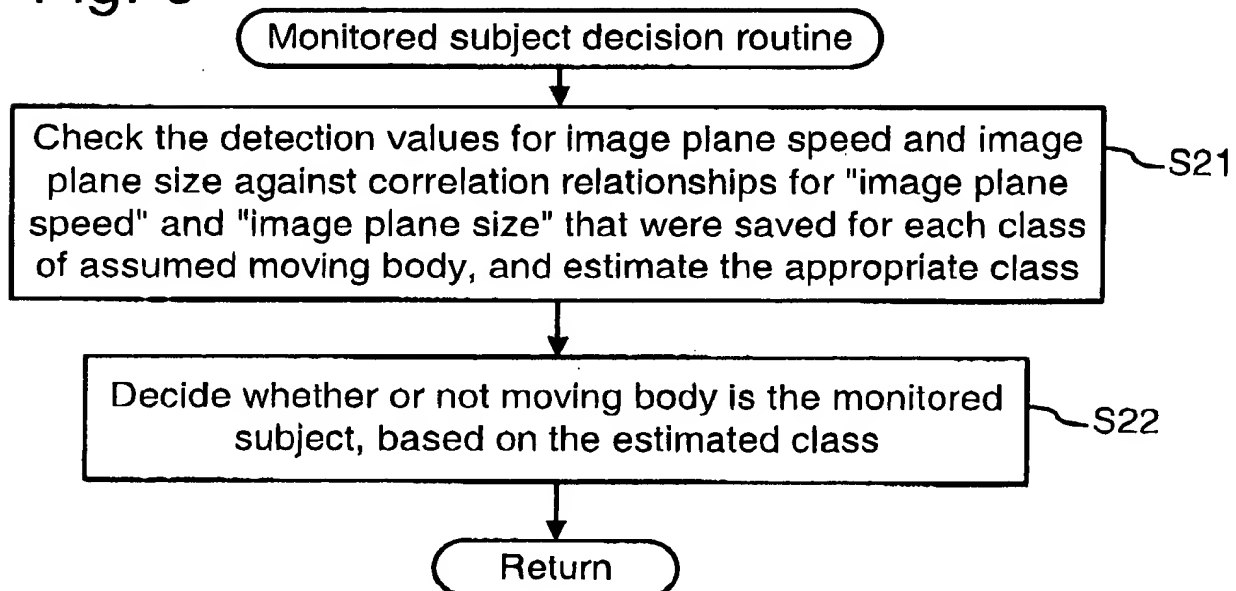 Monitored subject decision routine
Check the detection values for image plane speed and image
plane size against correlation relationships for "image plane
speed" and "image plane size" that were saved for each class
of assumed moving body, and estimate the appropriate class
S21
Decide whether or not moving body is the monitored
subject, based on the estimated class
S22
Return